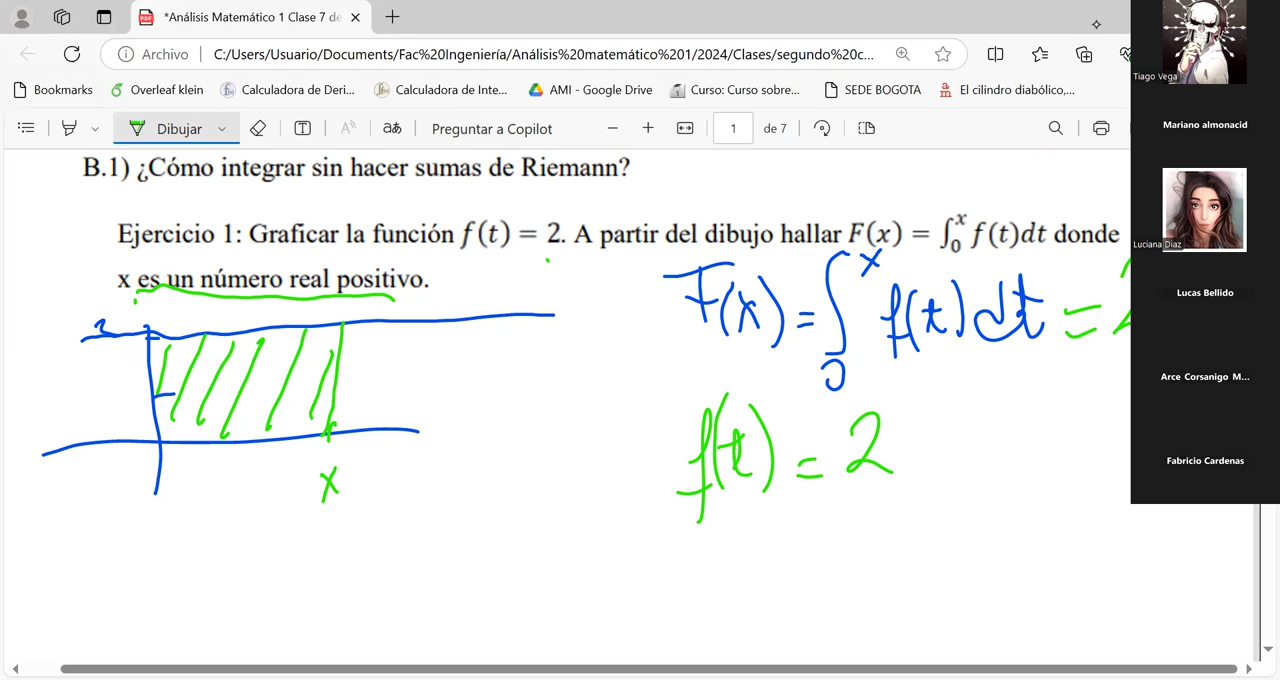 *Análisis Matemático 1 Clase 7 de
Archivo
C:/Users/Usuario/Documents/Fac%20Ingeniería/Análisis%20matemático%201/2024/Clases/segundo%20c...
Bookmarks
Overleaf klein
Calculadora de Deri...
Calculadora de Inte...
AMI - Google Drive
Curso: Curso sobre...
SEDE BOGOTA
El cilindro diabólico,...
Dibujar
Preguntar a Copilot
1 de 7
B.1) ¿Cómo integrar sin hacer sumas de Riemann?
Ejercicio 1: Graficar la función f(t) = 2. A partir del dibujo hallar F(x) = ∫₀ˣ f(t)dt donde
x es un número real positivo.
F(x) = ∫₀ˣ f(t) dt = 2
2
x
f(t) = 2
Tiago Vega
Mariano almonacid
Luciana Diaz
Lucas Bellido
Arce Corsanigo M...
Fabricio Cardenas